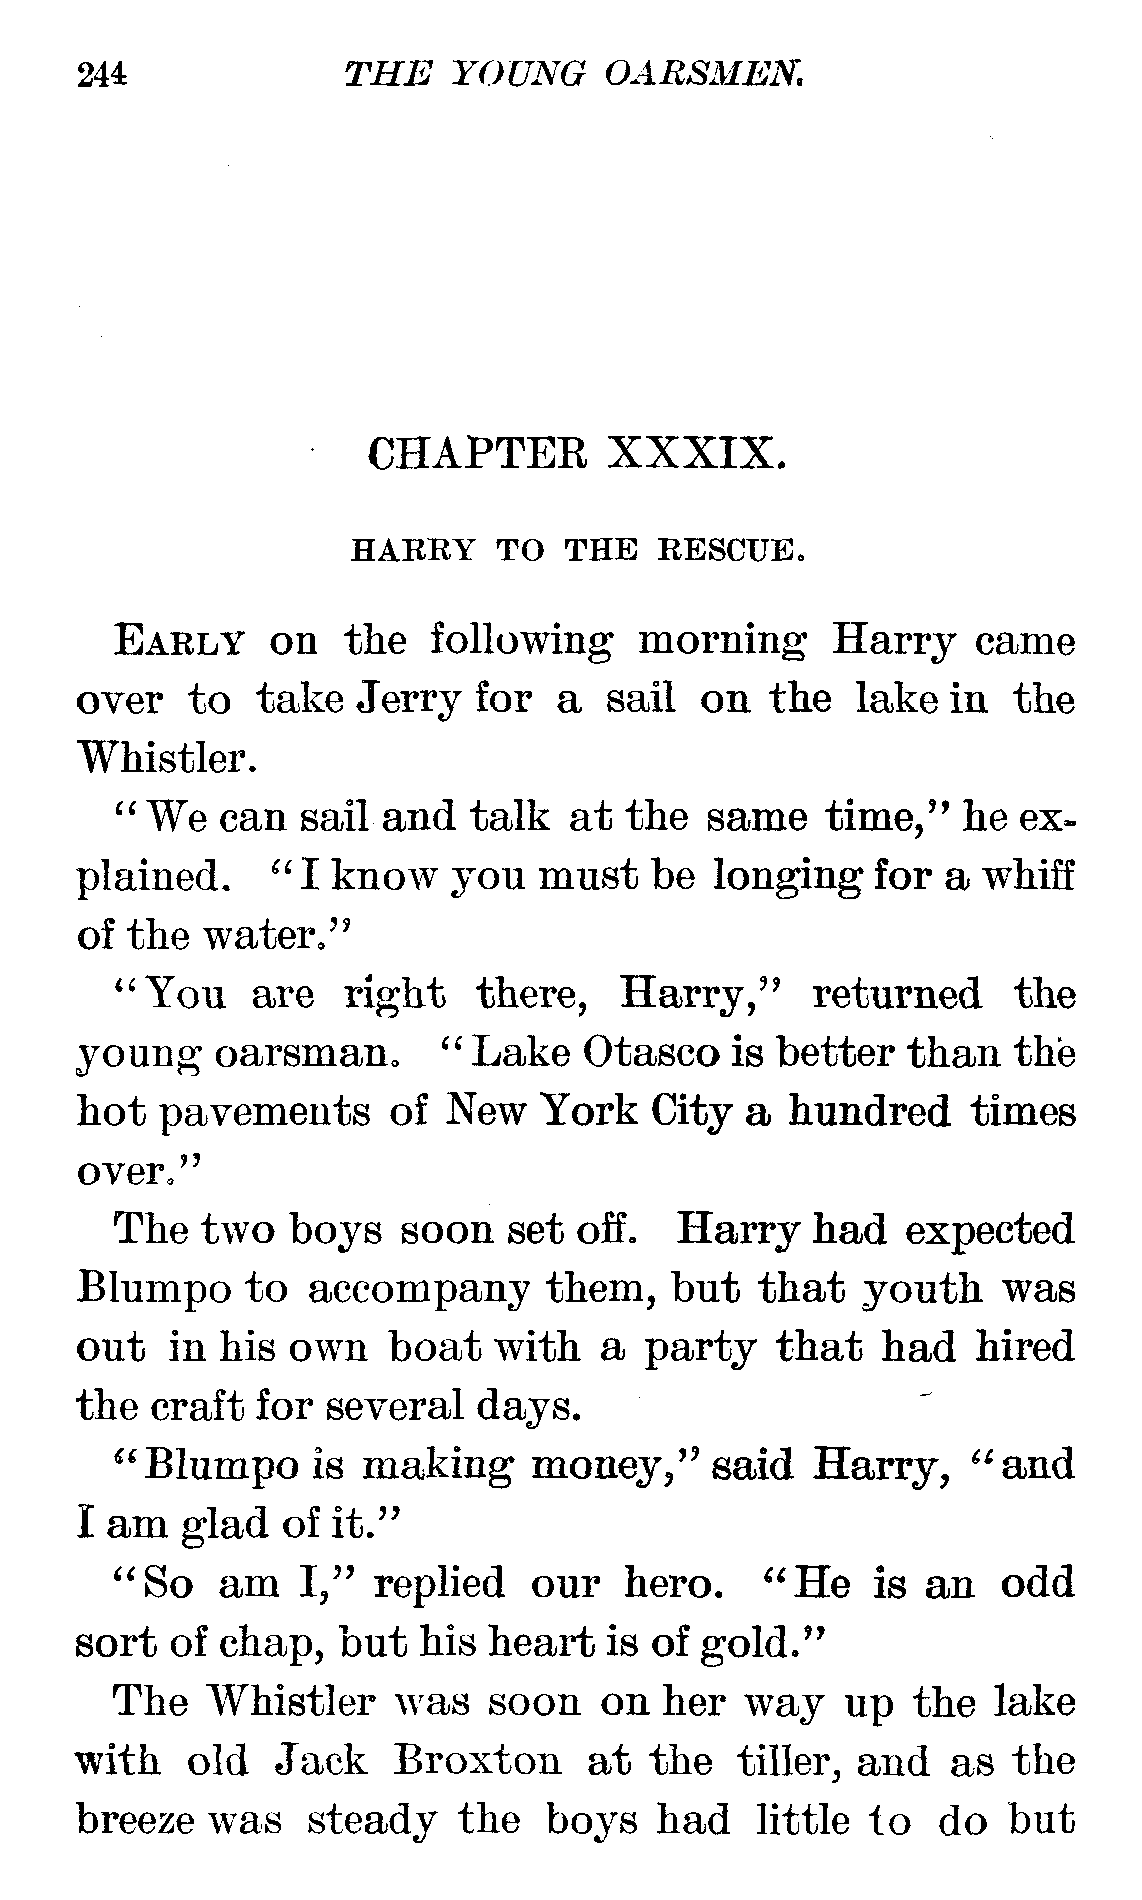 244 THE YOUNG OARSMEN.
CHAPTER XXXIX.
HARRY TO THE RESCUE.
EARLY on the following morning Harry came
over to take Jerry for a sail on the lake in the
Whistler.
“We can sail and talk at the same time,” he ex-
plained. “I know you must be longing for a whiff
of the water.”
“You are right there, Harry,” returned the
young oarsman. “Lake Otasco is better than the
hot pavements of New York City a hundred times
over.”
The two boys soon set off. Harry had expected
Blumpo to accompany them, but that youth was
out in his own boat with a party that had hired
the craft for several days.
“Blumpo is making money,” said Harry, “and
I am glad of it.”
“So am I,” replied our hero. “He is an odd
sort of chap, but his heart is of gold.”
The Whistler was soon on her way up the lake
with old Jack Broxton at the tiller, and as the
breeze was steady the boys had little to do but